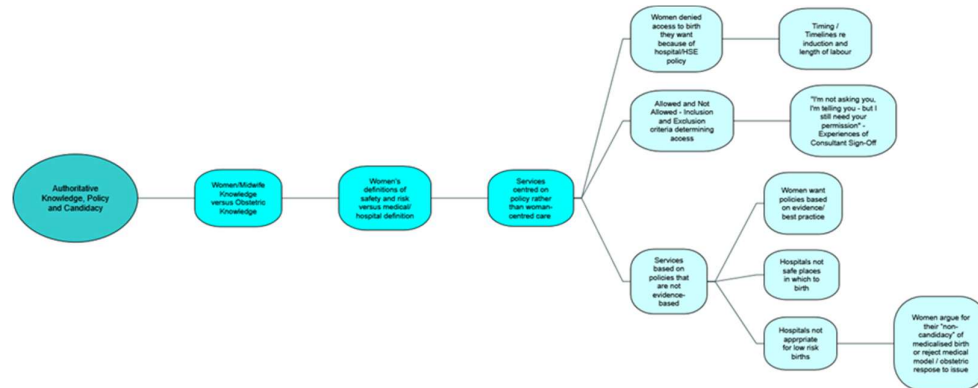 Women denied
access to birth
they want
because of
hospital/HSE
policy
Timing /
Timelines re
induction and
length of labour
Allowed and Not
Allowed - Inclusion
and Exclusion
criteria determining
access
"I'm not asking you,
I'm telling you - but I
still need your
permission" -
Experiences of
Consultant Sign-Off
Authoritative
Knowledge, Policy
and Candidacy
Women/Midwife
Knowledge
versus Obstetric
Knowledge
Women's
definitions of
safety and risk
versus medical/
hospital definition
Services
centred on
policy rather
than woman-
centred care
Women want
policies based
on evidence/
best practice
Services
based on
policies that
are not
evidence-
based
Hospitals not
safe places
in which to
birth
Hospitals not
apprpriate
for low risk
births
Women argue for
their "non-
candidacy" of
medicalised birth
or reject medical
model / obstetric
respose to issue